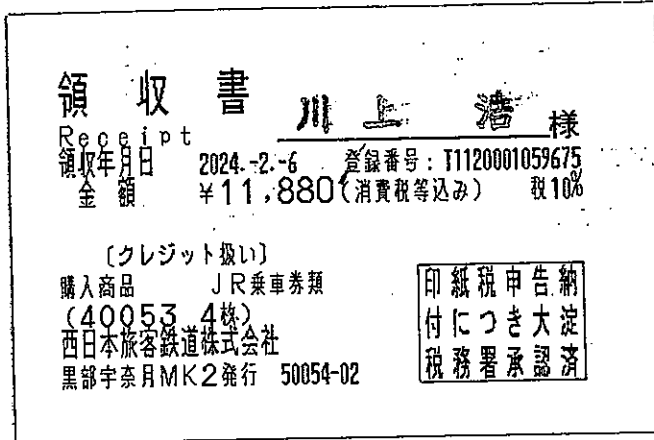 領収書 川上 浩 様
Receipt
領収年月日 2024.-2.-6 登録番号:T1120001059675
金額 ¥11,880(消費税等込み) 税10%
〔クレジット扱い〕
購入商品 JR乗車券類
(40053 4枚)
西日本旅客鉄道株式会社
黒部宇奈月MK2発行 50054-02
印紙税申告納
付につき大淀
税務署承認済